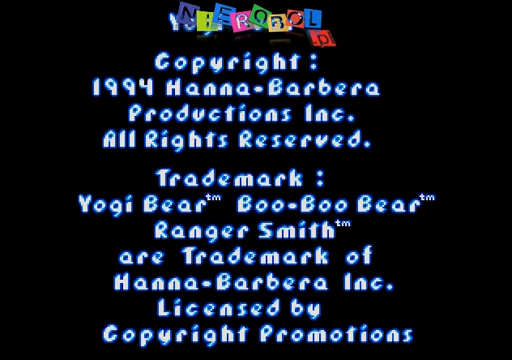 NIEROBOL
.D
Copyright :
1994 Hanna-Barbera
Productions Inc.
All Rights Reserved.
Trademark :
Yogi Bear™ Boo-Boo Bear™
Ranger Smith™
are Trademark of
Hanna-Barbera Inc.
Licensed by
Copyright Promotions